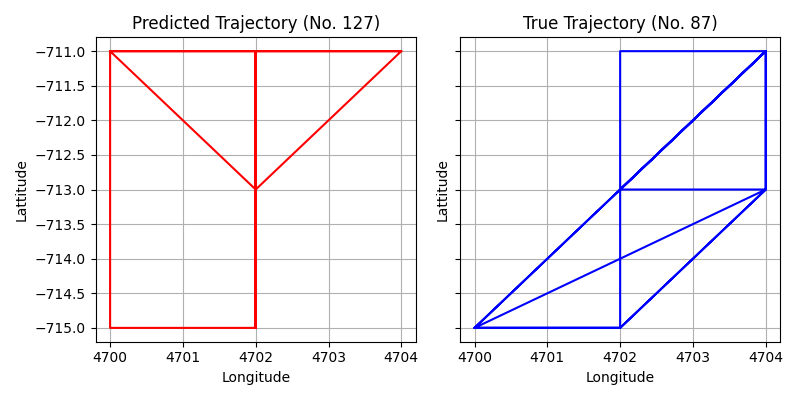 Predicted Trajectory (No. 127)
True Trajectory (No. 87)
−711.0
−711.5
−712.0
−712.5
−713.0
−713.5
−714.0
−714.5
−715.0
Lattitude
Lattitude
4700 4701 4702 4703 4704
4700 4701 4702 4703 4704
Longitude
Longitude